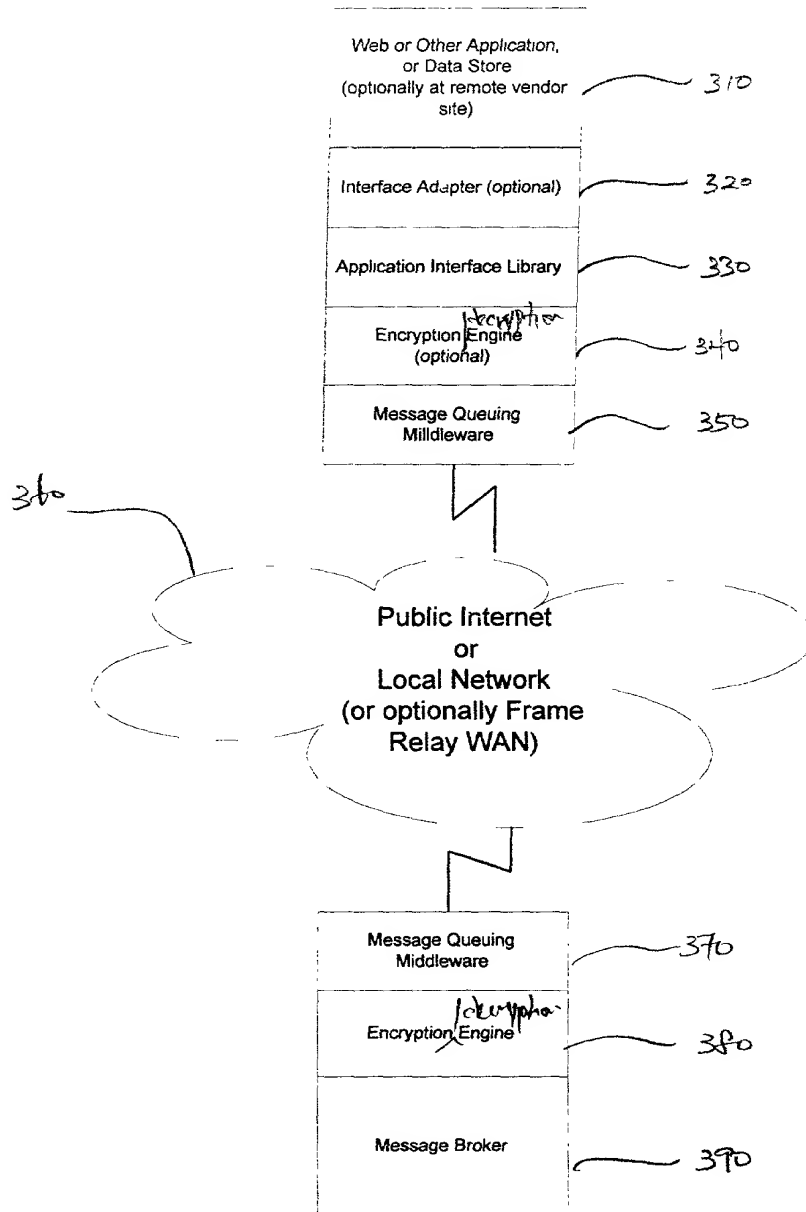 Web or Other Application,
or Data Store
(optionally at remote vendor
site)
310
Interface Adapter (optional)
320
Application Interface Library
330
/decryption
Encryption Engine
(optional)
340
Message Queuing
Milldleware
350
360
Public Internet
or
Local Network
(or optionally Frame
Relay WAN)
Message Queuing
Middleware
370
/decryption
Encryption Engine
380
Message Broker
390